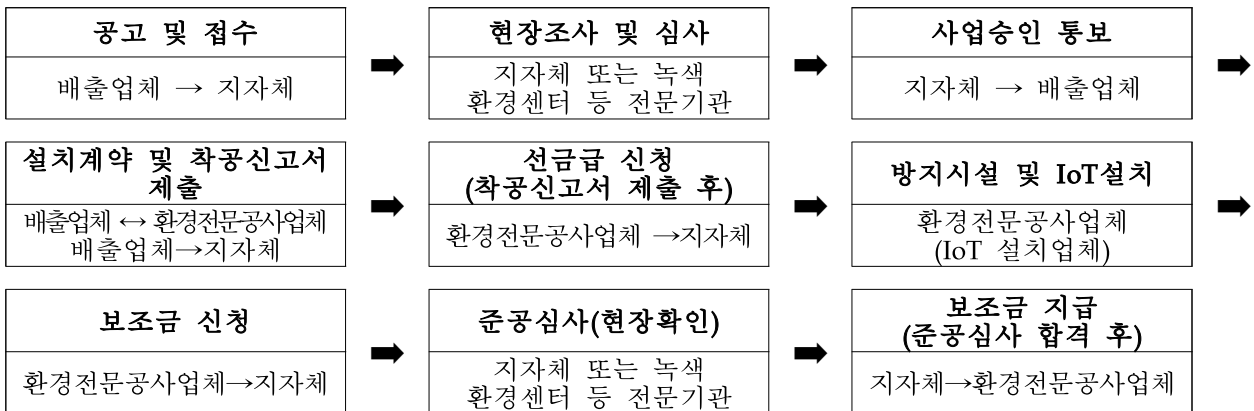 공고 및 접수
배출업체 → 지자체
➡
현장조사 및 심사
지자체 또는 녹색
환경센터 등 전문기관
➡
사업승인 통보
지자체 → 배출업체
➡
설치계약 및 착공신고서
제출
배출업체 ↔ 환경전문공사업체
배출업체→지자체
➡
선금급 신청
(착공신고서 제출 후)
환경전문공사업체 →지자체
➡
방지시설 및 IoT설치
환경전문공사업체
(IoT 설치업체)
➡
보조금 신청
환경전문공사업체→지자체
➡
준공심사(현장확인)
지자체 또는 녹색
환경센터 등 전문기관
➡
보조금 지급
(준공심사 합격 후)
지자체→환경전문공사업체